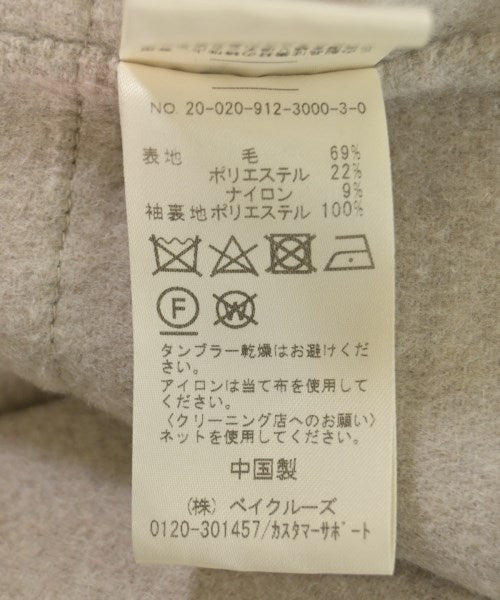 NO. 20-020-912-3000-3-0
表地 毛 69%
ポリエステル 22%
ナイロン 9%
袖裏地ポリエステル 100%
F W
タンブラー乾燥はお避けくだ
さい。
アイロンは当て布を使用して
ください。
〈クリーニング店へのお願い〉
ネットを使用してください。
中国製
(株) ベイクルーズ
0120-301457/カスタマーサポート